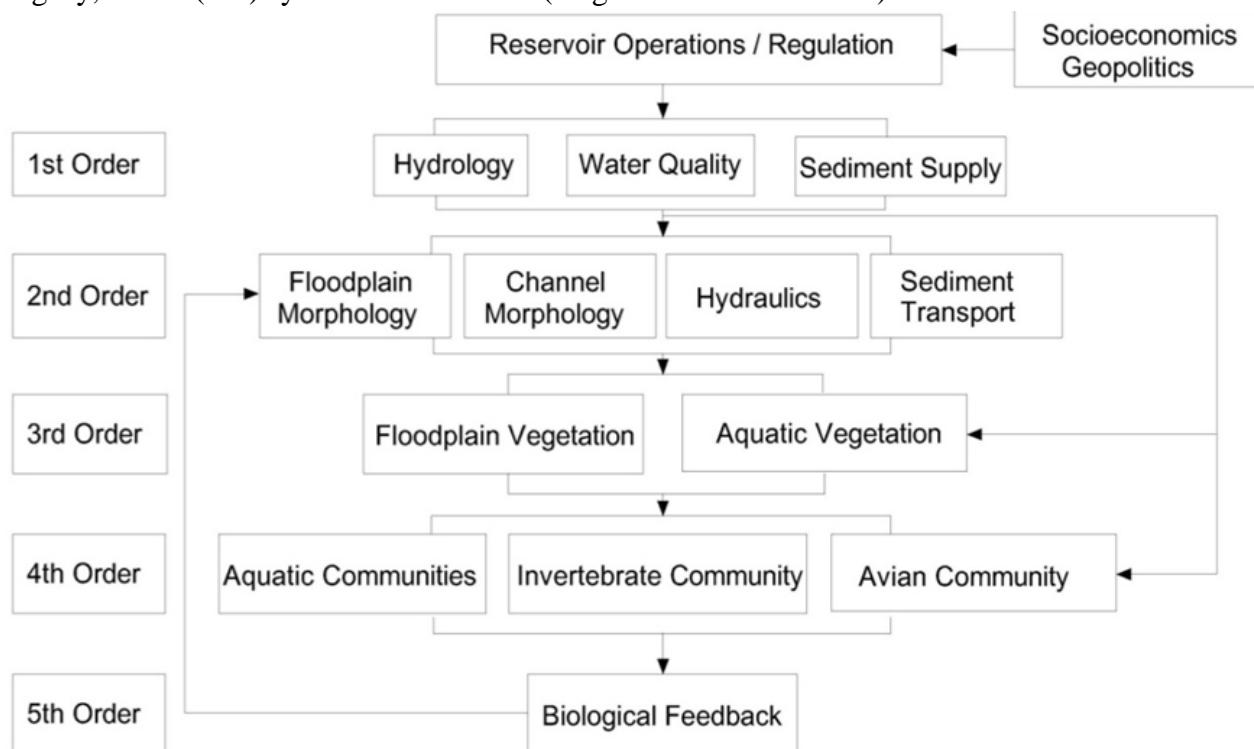 Reservoir Operations / Regulation
Socioeconomics
Geopolitics
1st Order
Hydrology
Water Quality
Sediment Supply
2nd Order
Floodplain
Morphology
Channel
Morphology
Hydraulics
Sediment
Transport
3rd Order
Floodplain Vegetation
Aquatic Vegetation
4th Order
Aquatic Communities
Invertebrate Community
Avian Community
5th Order
Biological Feedback